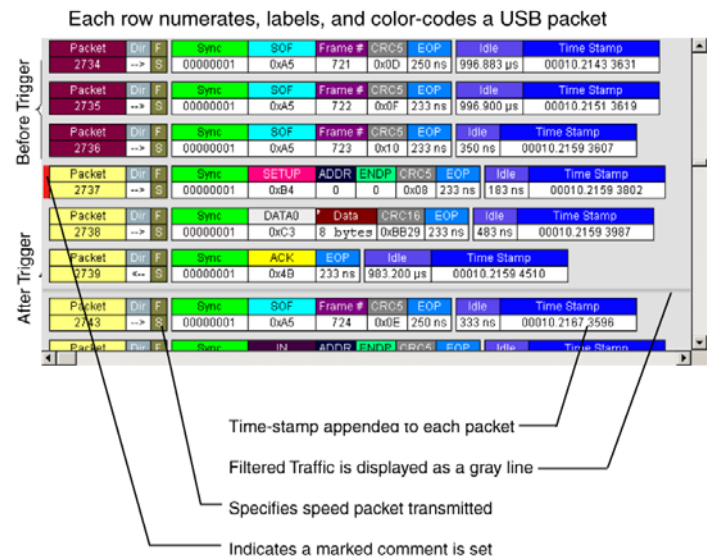 Each row numerates, labels, and color-codes a USB packet
Before Trigger
Packet Dir F Sync SOF Frame # CRC5 EOP Idle Time Stamp
2734 --> S 00000001 0xA5 721 0x0D 250 ns 996.883 µs 00010.2143 3631
Packet Dir F Sync SOF Frame # CRC5 EOP Idle Time Stamp
2735 --> S 00000001 0xA5 722 0x0F 233 ns 996.900 µs 00010.2151 3619
Packet Dir F Sync SOF Frame # CRC5 EOP Idle Time Stamp
2736 --> S 00000001 0xA5 723 0x10 233 ns 350 ns 00010.2159 3607
Packet Dir F Sync SETUP ADDR ENDP CRC5 EOP Idle Time Stamp
2737 --> S 00000001 0xB4 0 0 0x08 233 ns 183 ns 00010.2159 3802
After Trigger
Packet Dir F Sync DATA0 Data CRC16 EOP Idle Time Stamp
2738 --> S 00000001 0xC3 8 bytes 0xBB29 233 ns 483 ns 00010.2159 3987
Packet Dir F Sync ACK EOP Idle Time Stamp
2739 <-- S 00000001 0x4B 233 ns 983.200 µs 00010.2159 4510
Packet Dir F Sync SOF Frame # CRC5 EOP Idle Time Stamp
2743 --> S 00000001 0xA5 724 0x0E 250 ns 333 ns 00010.2167 3596
Packet Dir F Sync IN ADDR ENDP CRC5 EOP Idle Time Stamp
Time-stamp appended to each packet
Filtered Traffic is displayed as a gray line
Specifies speed packet transmitted
Indicates a marked comment is set